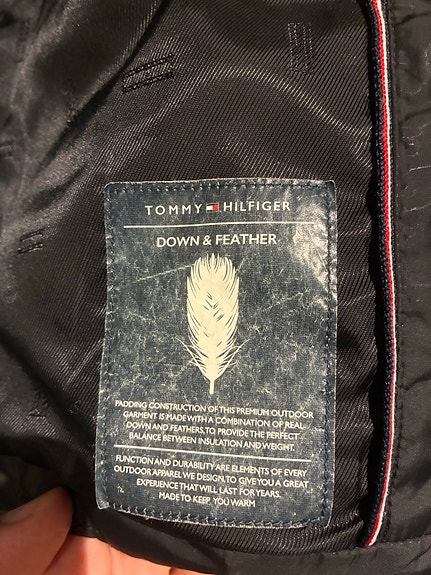 TOMMY HILFIGER
DOWN & FEATHER
PADDING CONSTRUCTION OF THIS PREMIUM OUTDOOR
GARMENT IS MADE WITH A COMBINATION OF REAL
DOWN AND FEATHERS, TO PROVIDE THE PERFECT
BALANCE BETWEEN INSULATION AND WEIGHT.
FUNCTION AND DURABILITY ARE ELEMENTS OF EVERY
OUTDOOR APPAREL WE DESIGN, TO GIVE YOU A GREAT
EXPERIENCE THAT WILL LAST FOR YEARS.
MADE TO KEEP YOU WARM